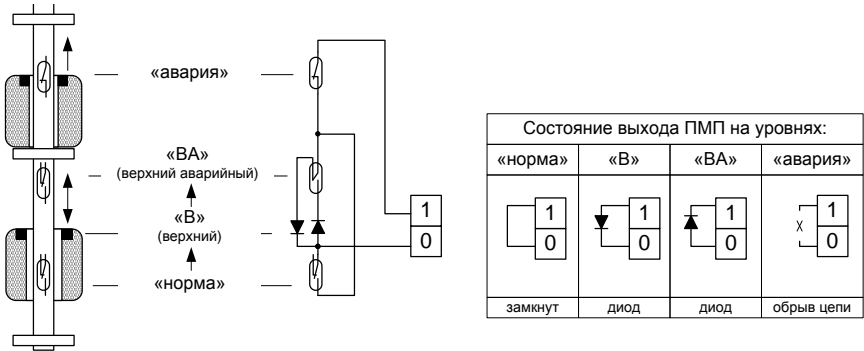 «авария»
«ВА»
(верхний аварийный)
«В»
(верхний)
«норма»
1
0
Состояние выхода ПМП на уровнях:
«норма» «В» «ВА» «авария»
1 1 1 1
0 0 0 0
замкнут диод диод обрыв цепи